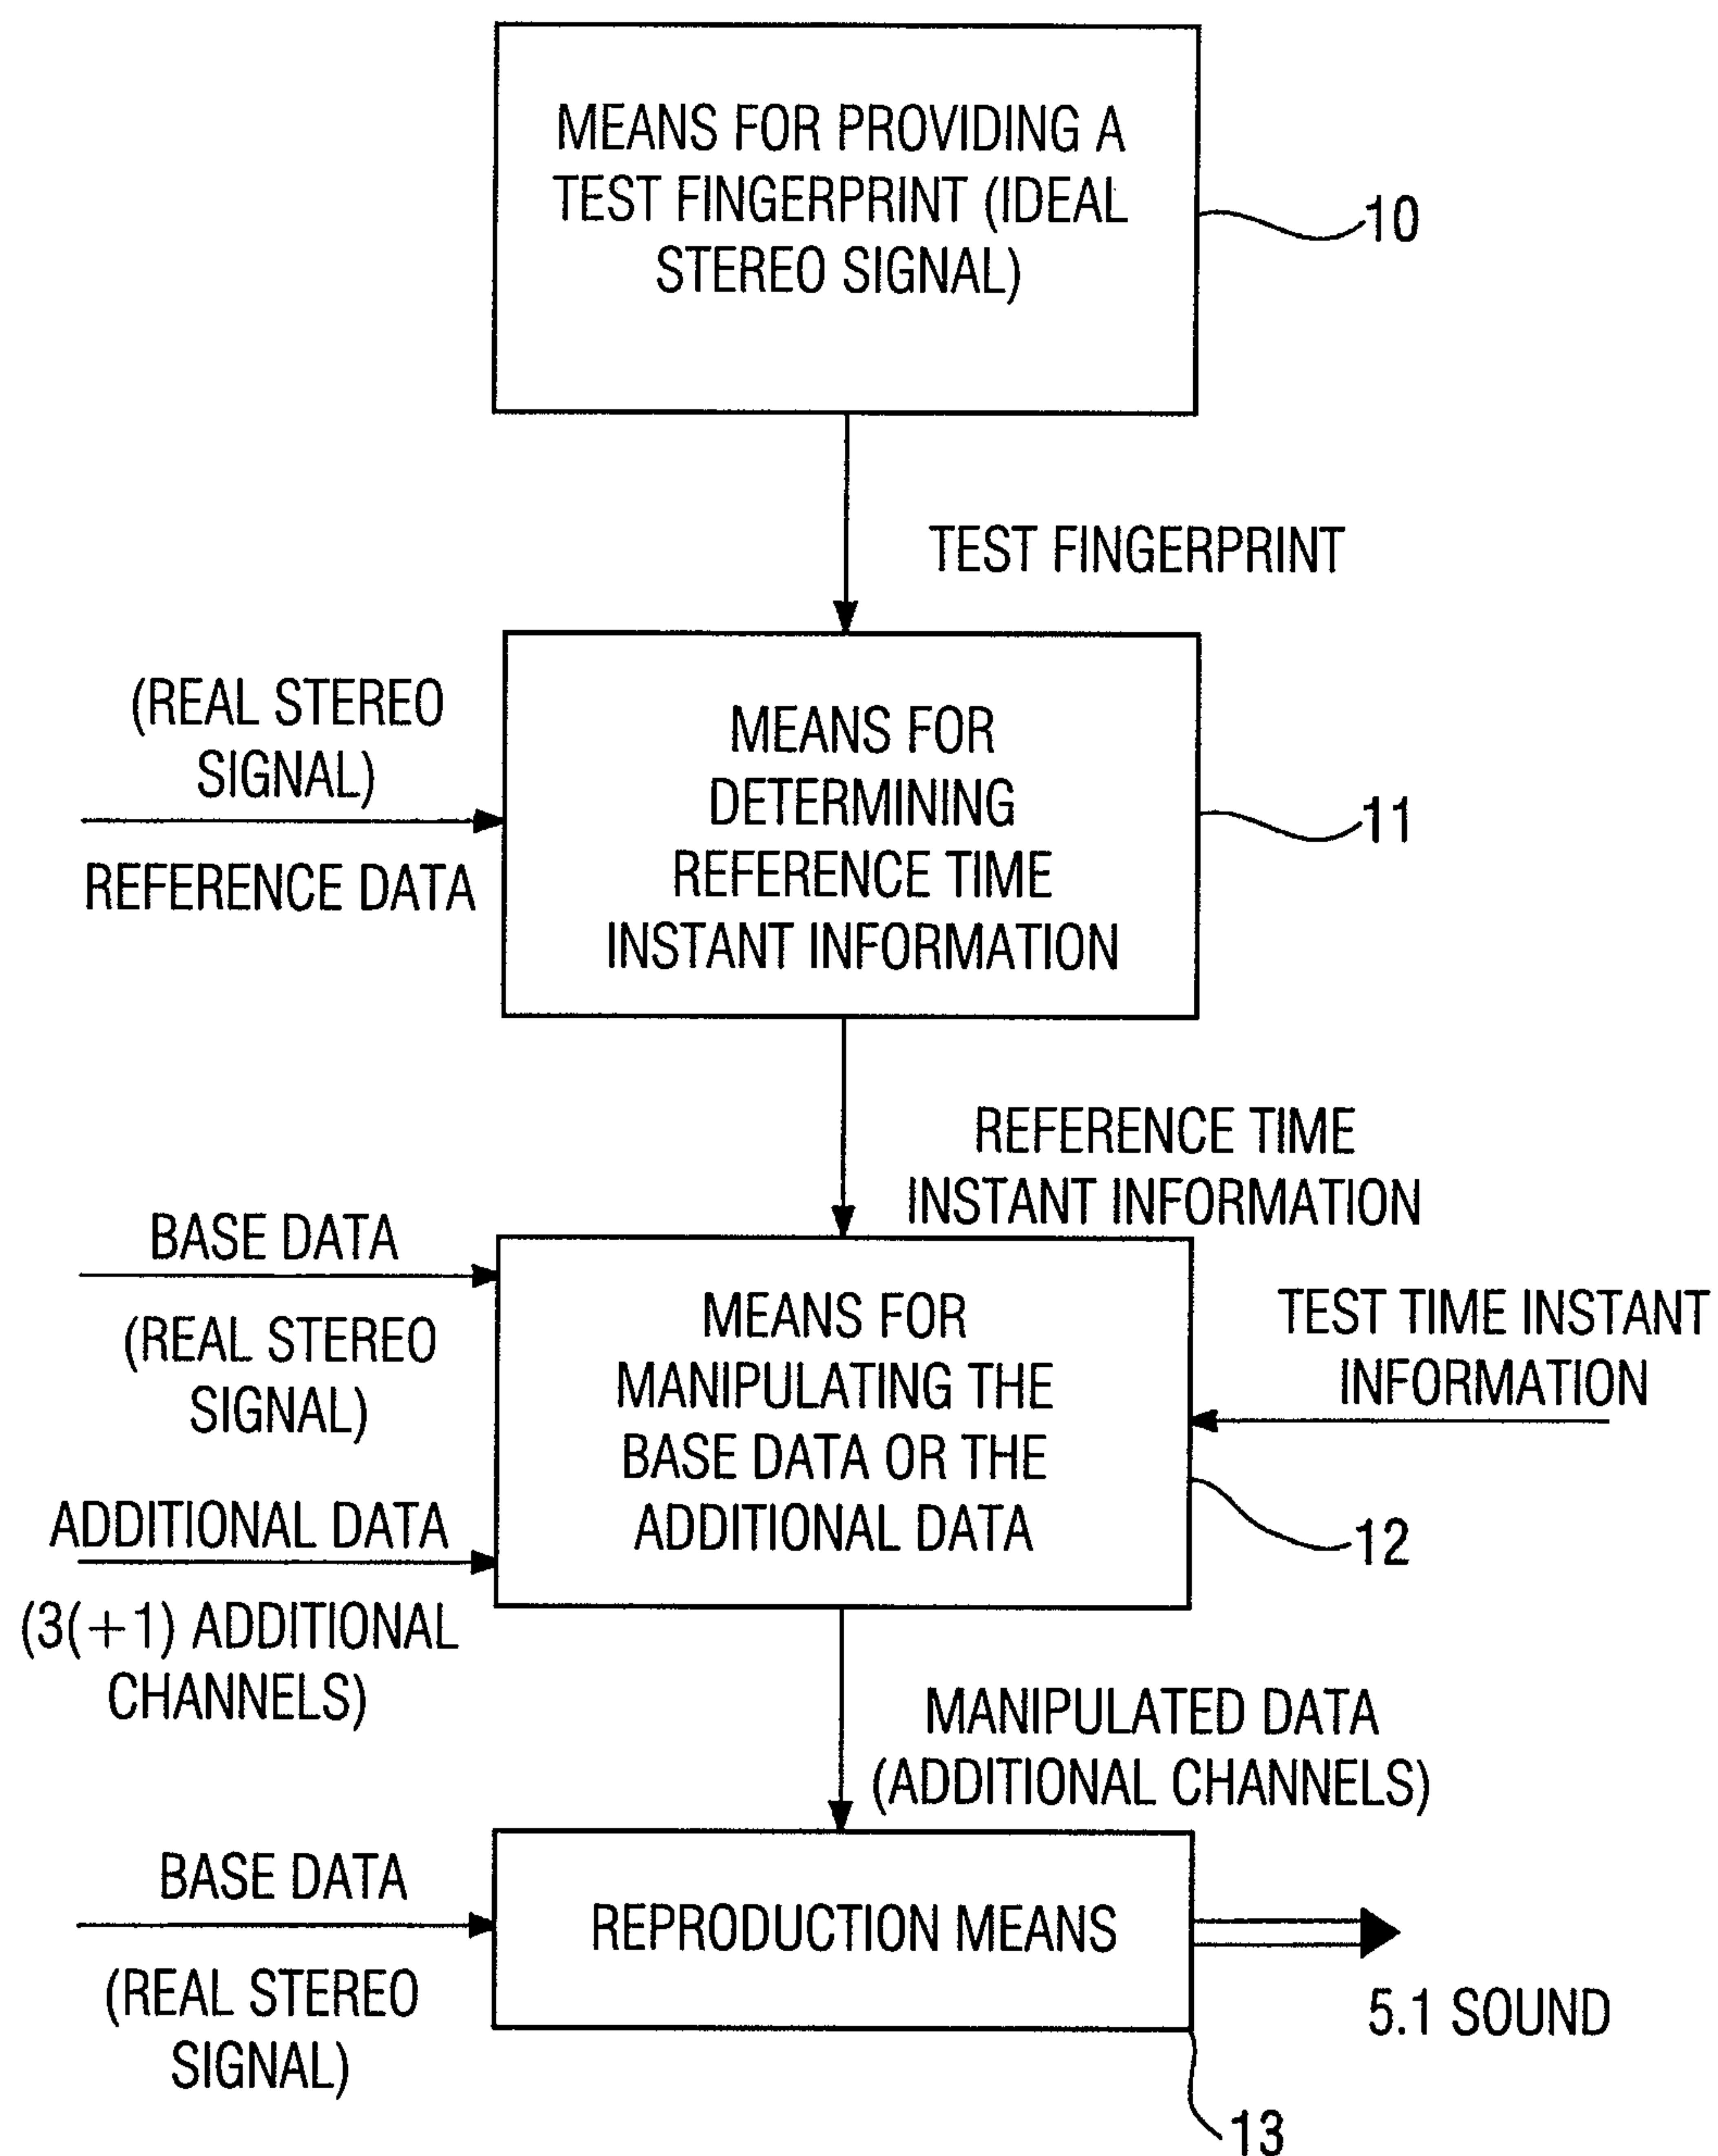 MEANS FOR PROVIDING A
TEST FINGERPRINT (IDEAL
STEREO SIGNAL)
10
TEST FINGERPRINT
(REAL STEREO
SIGNAL)
REFERENCE DATA
MEANS FOR
DETERMINING
REFERENCE TIME
INSTANT INFORMATION
11
REFERENCE TIME
INSTANT INFORMATION
BASE DATA
(REAL STEREO
SIGNAL)
ADDITIONAL DATA
(3(+1) ADDITIONAL
CHANNELS)
MEANS FOR
MANIPULATING THE
BASE DATA OR THE
ADDITIONAL DATA
TEST TIME INSTANT
INFORMATION
12
MANIPULATED DATA
(ADDITIONAL CHANNELS)
BASE DATA
(REAL STEREO
SIGNAL)
REPRODUCTION MEANS
5.1 SOUND
13